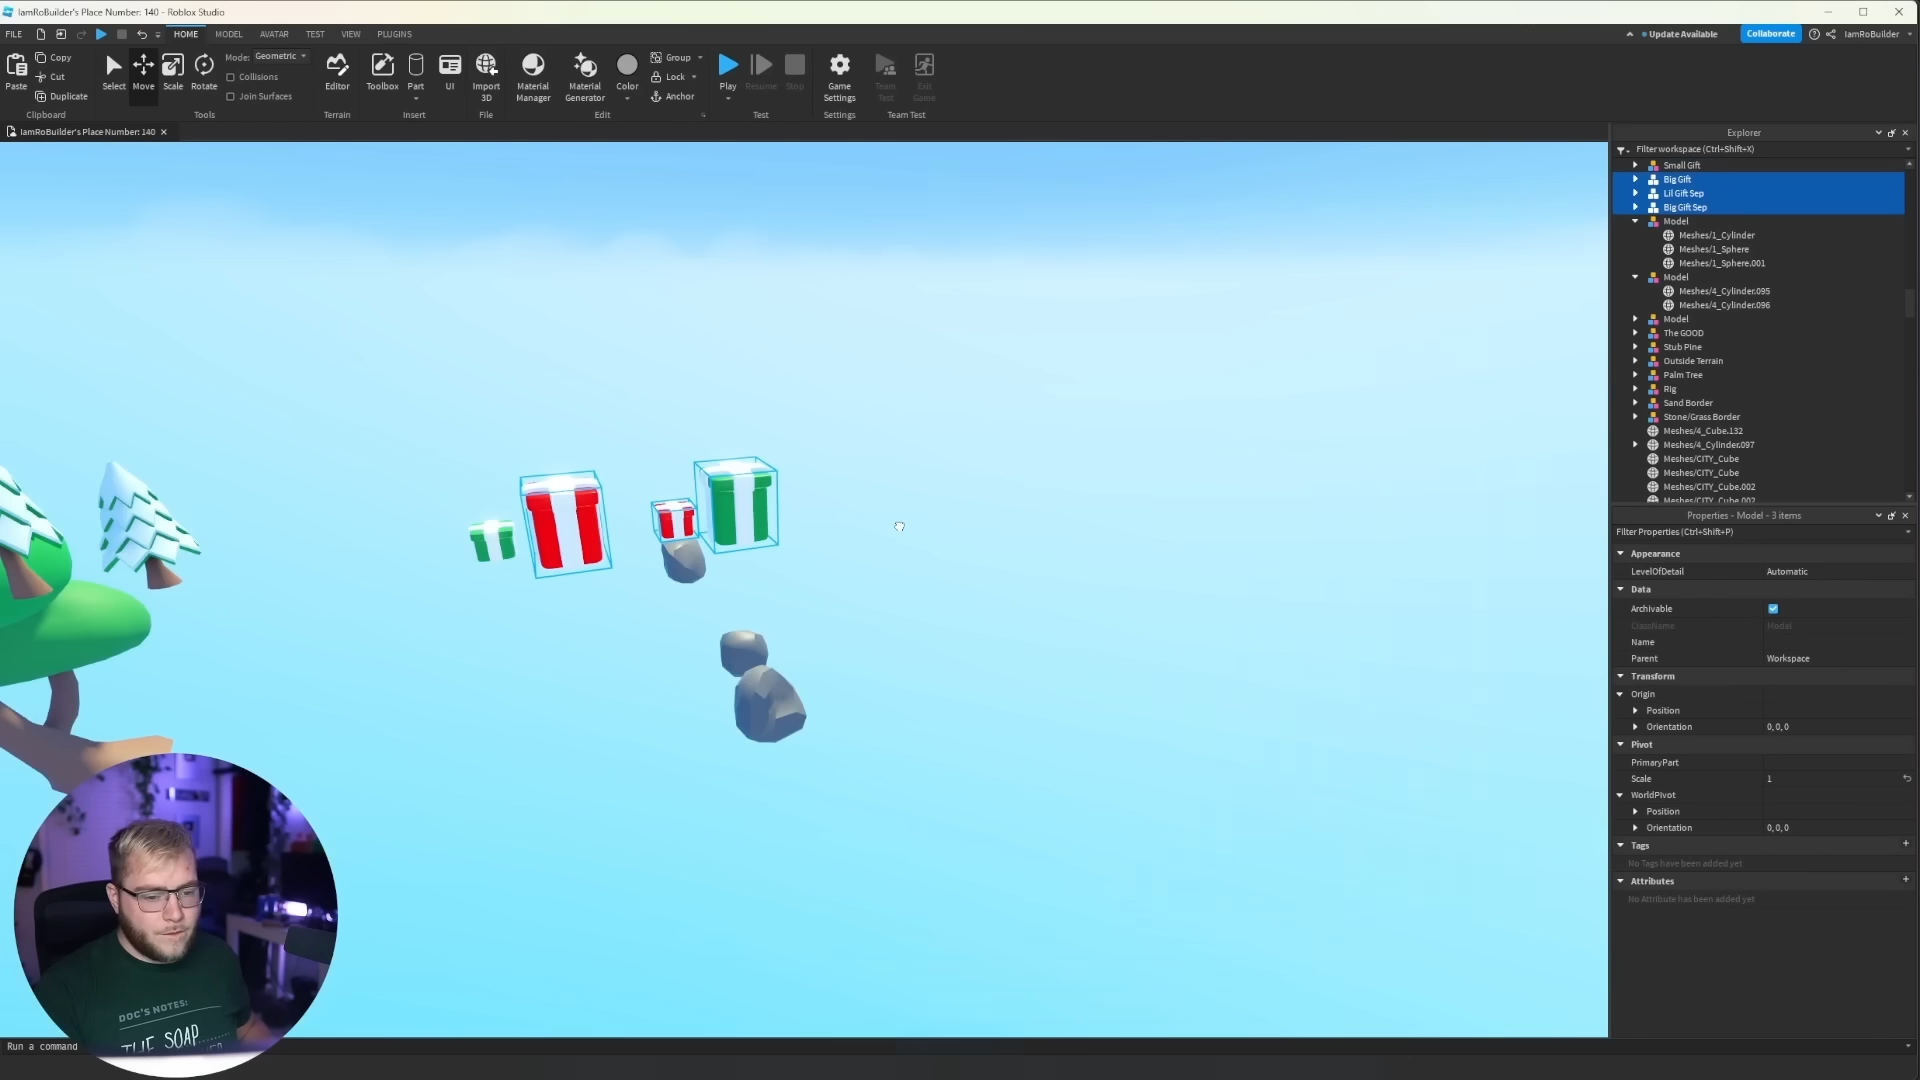 IamRoBuilder's Place Number: 140 - Roblox Studio
FILE HOME MODEL AVATAR TEST VIEW PLUGINS Update Available Collaborate IamRoBuilder
Paste Copy Cut Duplicate Clipboard
Select Move Scale Rotate Mode: Geometric Collisions Join Surfaces Tools
Editor Terrain
Toolbox Part UI Insert
Import 3D File
Material Manager Material Generator Color Group Lock Anchor Edit
Play Resume Stop Test
Game Settings Settings
Team Test Exit Game Team Test
IamRoBuilder's Place Number: 140
Explorer
Filter workspace (Ctrl+Shift+X)
Small Gift
Big Gift
Lil Gift Sep
Big Gift Sep
Model
Meshes/1_Cylinder
Meshes/1_Sphere
Meshes/1_Sphere.001
Model
Meshes/4_Cylinder.095
Meshes/4_Cylinder.096
Model
The GOOD
Stub Pine
Outside Terrain
Palm Tree
Rig
Sand Border
Stone/Grass Border
Meshes/4_Cube.132
Meshes/4_Cylinder.097
Meshes/CITY_Cube
Meshes/CITY_Cube
Meshes/CITY_Cube.002
Meshes/CITY_Cube.002
Properties - Model - 3 items
Filter Properties (Ctrl+Shift+P)
Appearance
LevelOfDetail Automatic
Data
Archivable
ClassName Model
Name
Parent Workspace
Transform
Origin
Position
Orientation 0, 0, 0
Pivot
PrimaryPart
Scale 1
WorldPivot
Position
Orientation 0, 0, 0
Tags
No Tags have been added yet
Attributes
No Attribute has been added yet
DOC'S NOTES:
THE SOAP
Run a command